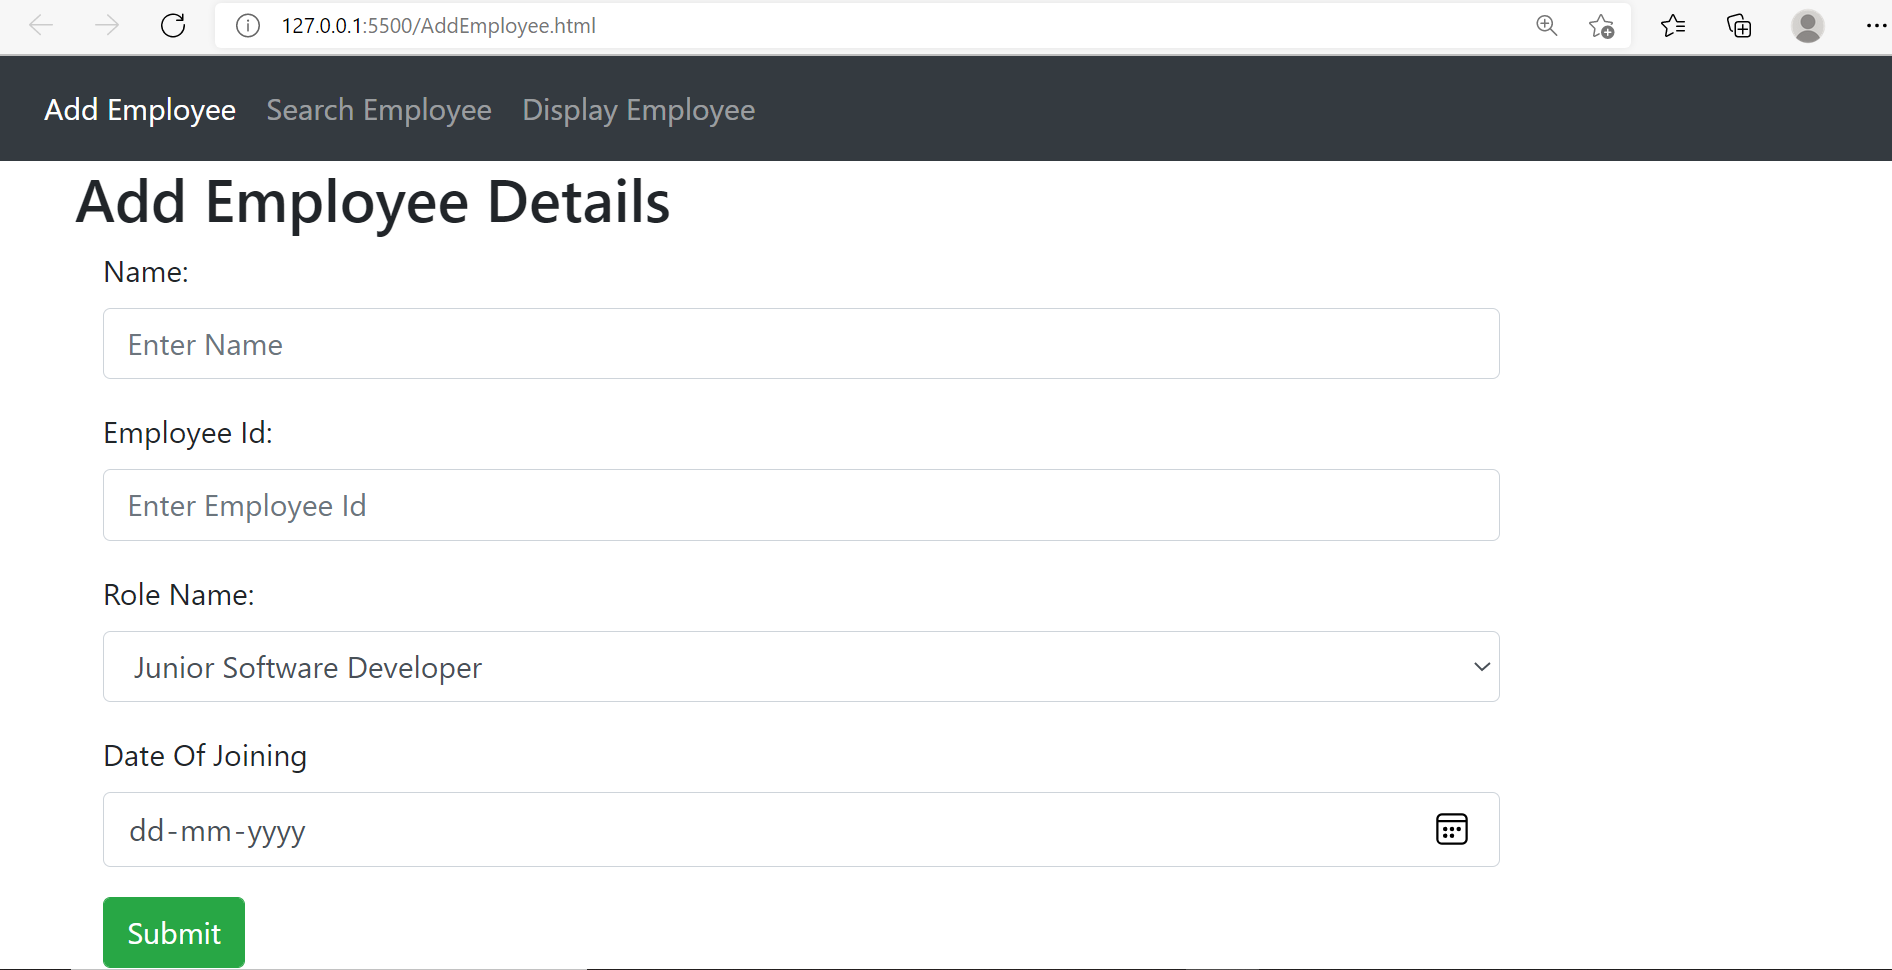 127.0.0.1:5500/AddEmployee.html
Add Employee Search Employee Display Employee
Add Employee Details
Name:
Enter Name
Employee Id:
Enter Employee Id
Role Name:
Junior Software Developer
Date Of Joining
dd-mm-yyyy
Submit